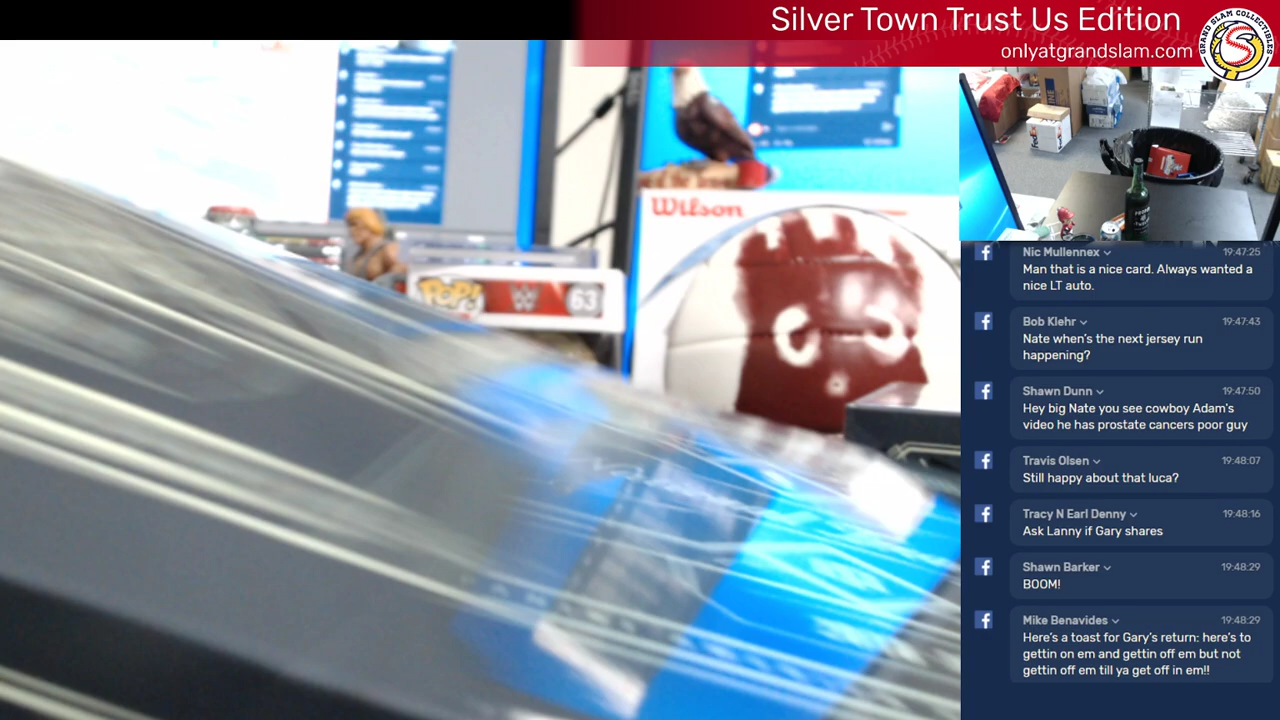 Silver Town Trust Us Edition
onlyatgrandslam.com
GRAND SLAM COLLECTIBLES
S
Wilson
POP!
W
63
Nic Mullennex
19:47:25
Man that is a nice card. Always wanted a
nice LT auto.
Bob Klehr
19:47:43
Nate when's the next jersey run
happening?
Shawn Dunn
19:47:50
Hey big Nate you see cowboy Adam's
video he has prostate cancers poor guy
Travis Olsen
19:48:07
Still happy about that luca?
Tracy N Earl Denny
19:48:16
Ask Lanny if Gary shares
Shawn Barker
19:48:29
BOOM!
Mike Benavides
19:48:29
Here's a toast for Gary's return: here's to
gettin on em and gettin off em but not
gettin off em till ya get off in em!!